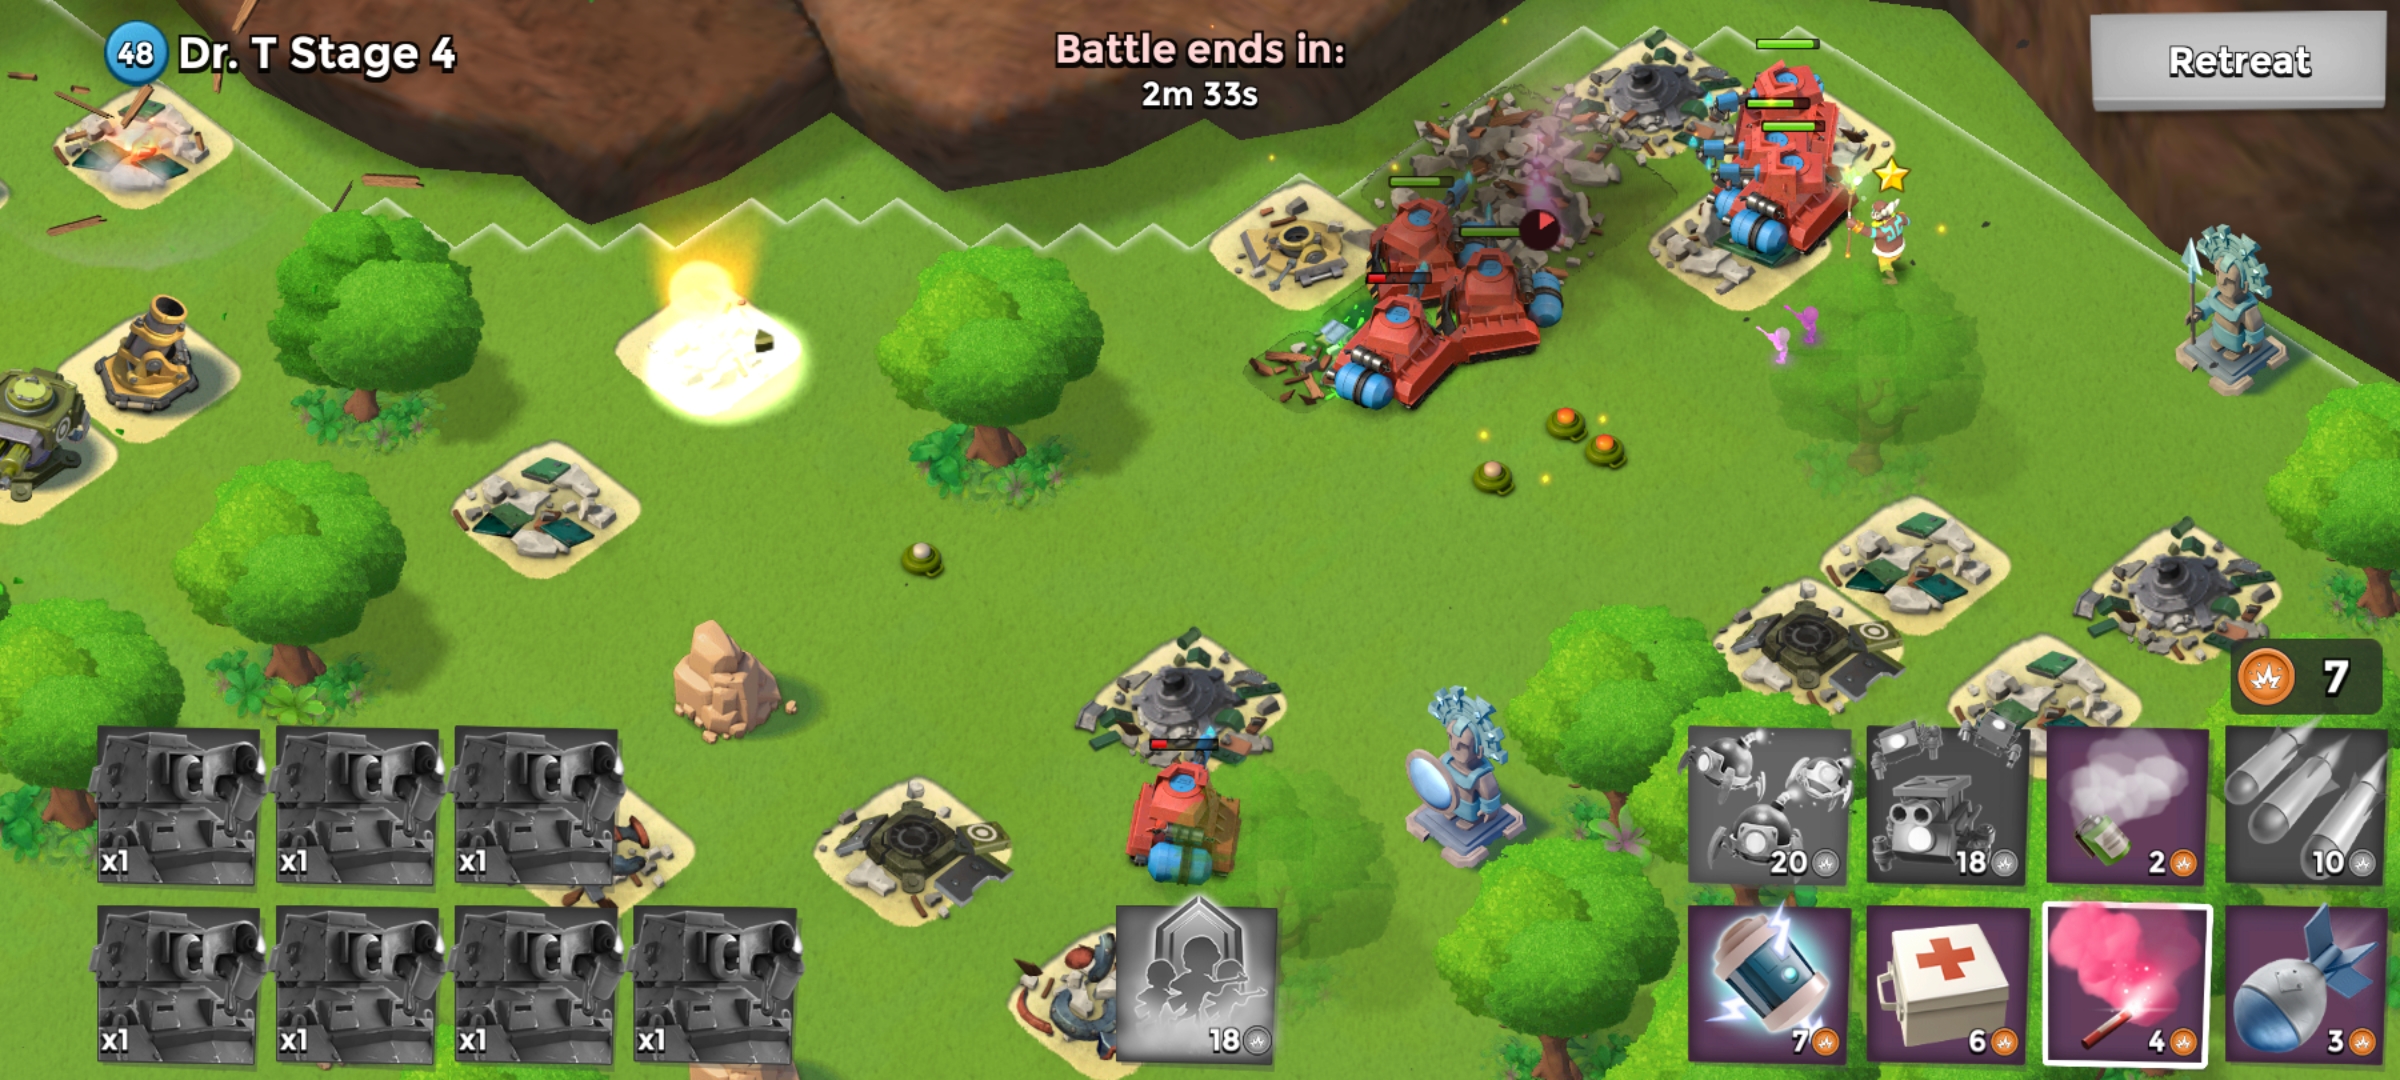 48 Dr. T Stage 4
Battle ends in:
2m 33s
Retreat
7
x1 x1 x1
20 18 2 10
x1 x1 x1 x1
18
7 6 4 3